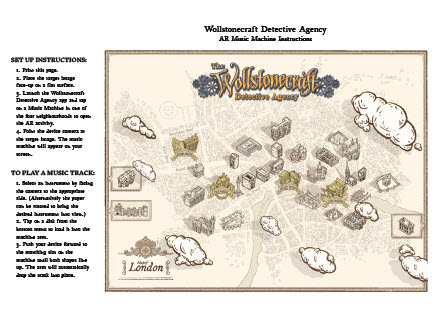 Wollstonecraft Detective Agency
AR Music Machine Instructions
SET UP INSTRUCTIONS:
1. Print this page.
2. Place the target image
face-up on a flat surface.
3. Launch the Wollstonecraft
Detective Agency app and tap
on a Music Machine in one of
the four neighbourhoods to open
the AR activity.
4. Point the device camera at
the target image. The music
machine will appear on your
screen.
TO PLAY A MUSIC TRACK:
1. Select an instrument by facing
the camera to the appropriate
side. (Alternatively the paper
can be rotated to bring the
desired instrument into view.)
2. Tap on a disk from the
bottom menu to load it into the
machine arm.
3. Push your device forward to
the matching slot on the
machine until both shapes line
up. The arm will automatically
drop the track into place.
The
Wollstonecraft
Detective Agency
London